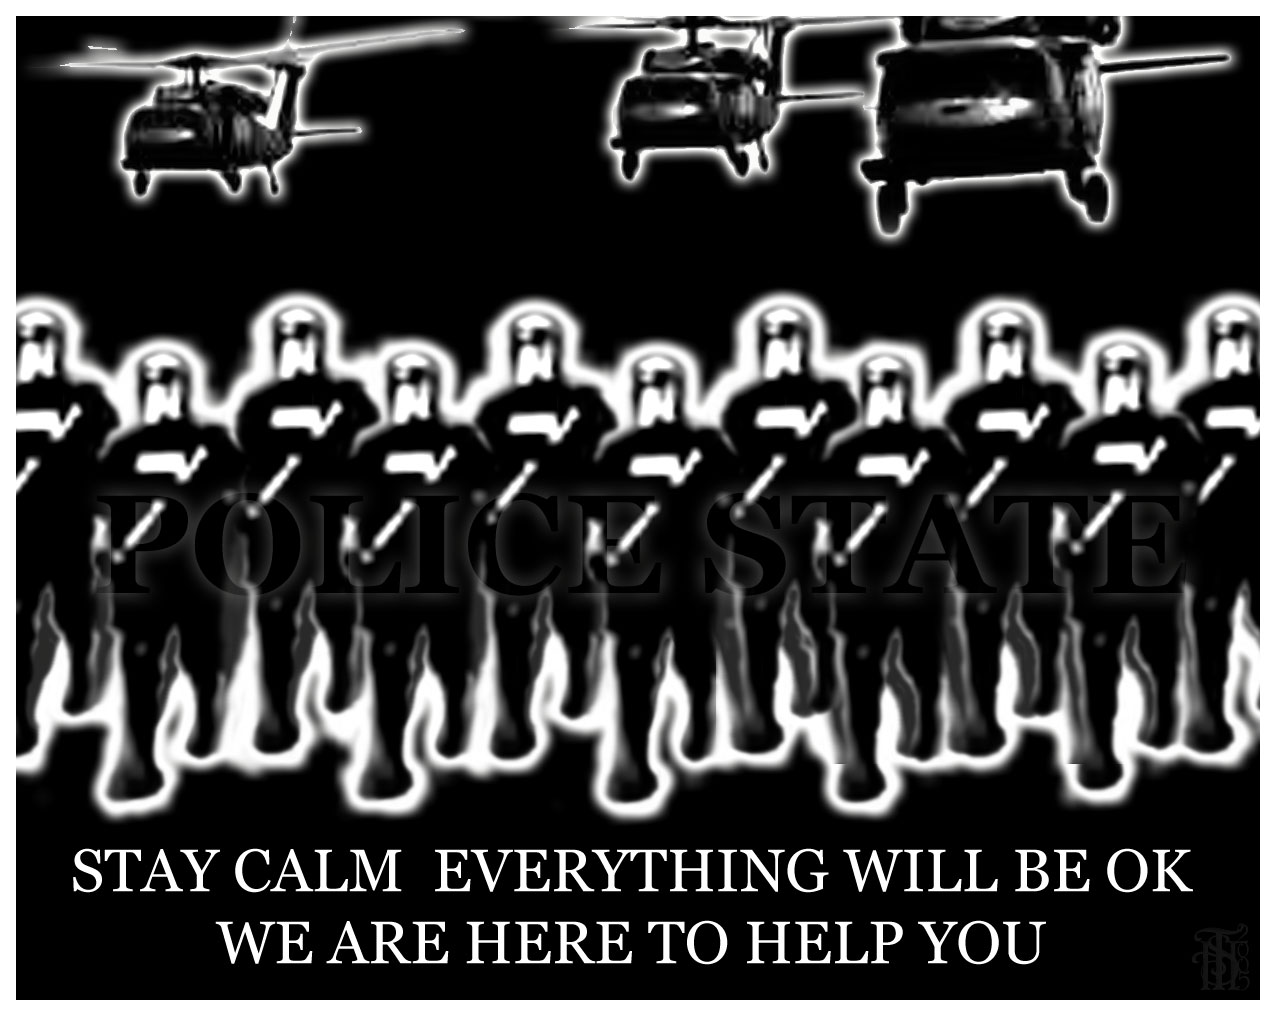 POLICE STATE
STAY CALM  EVERYTHING WILL BE OK
WE ARE HERE TO HELP YOU